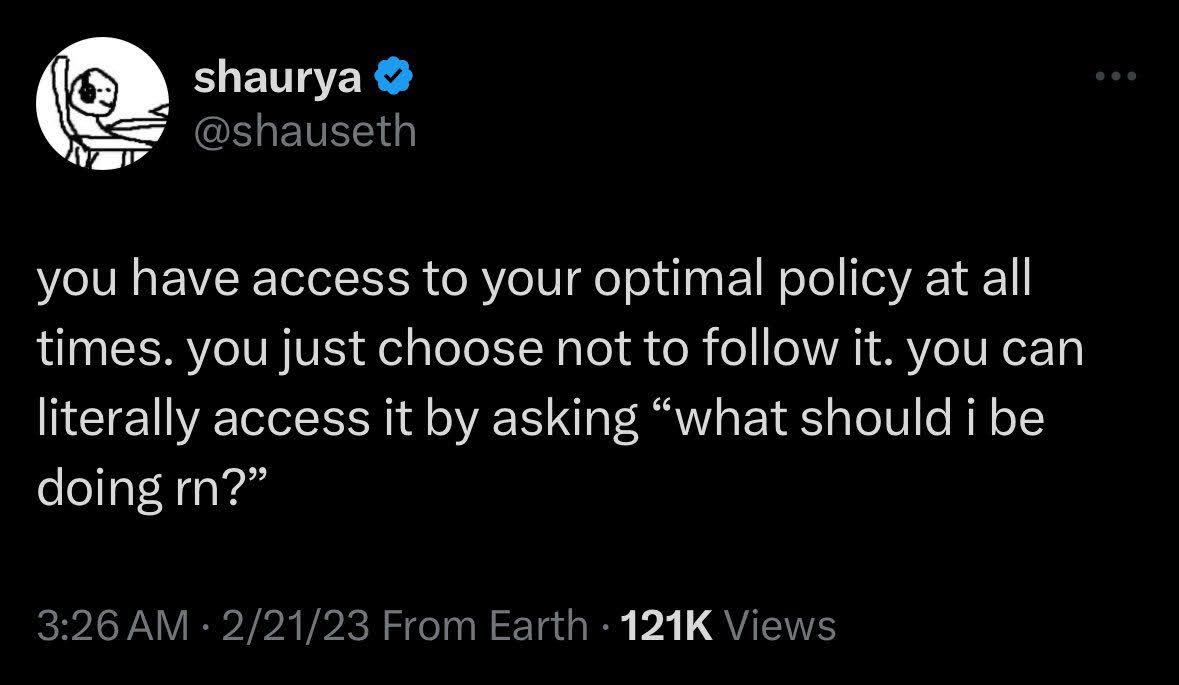 shaurya
@shauseth
you have access to your optimal policy at all
times. you just choose not to follow it. you can
literally access it by asking “what should i be
doing rn?”
3:26 AM · 2/21/23 From Earth · 121K Views